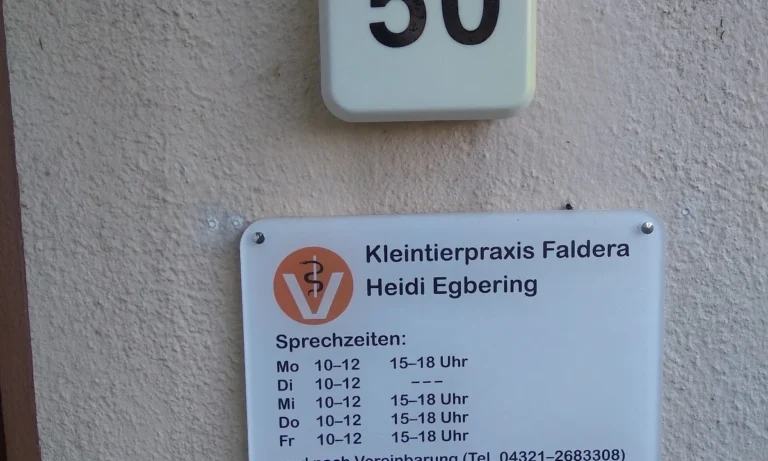 50
V
Kleintierpraxis Faldera
Heidi Egbering
Sprechzeiten:
Mo 10–12 15–18 Uhr
Di 10–12 – – –
Mi 10–12 15–18 Uhr
Do 10–12 15–18 Uhr
Fr 10–12 15–18 Uhr
nach Vereinbarung (Tel. 04321–2683308)